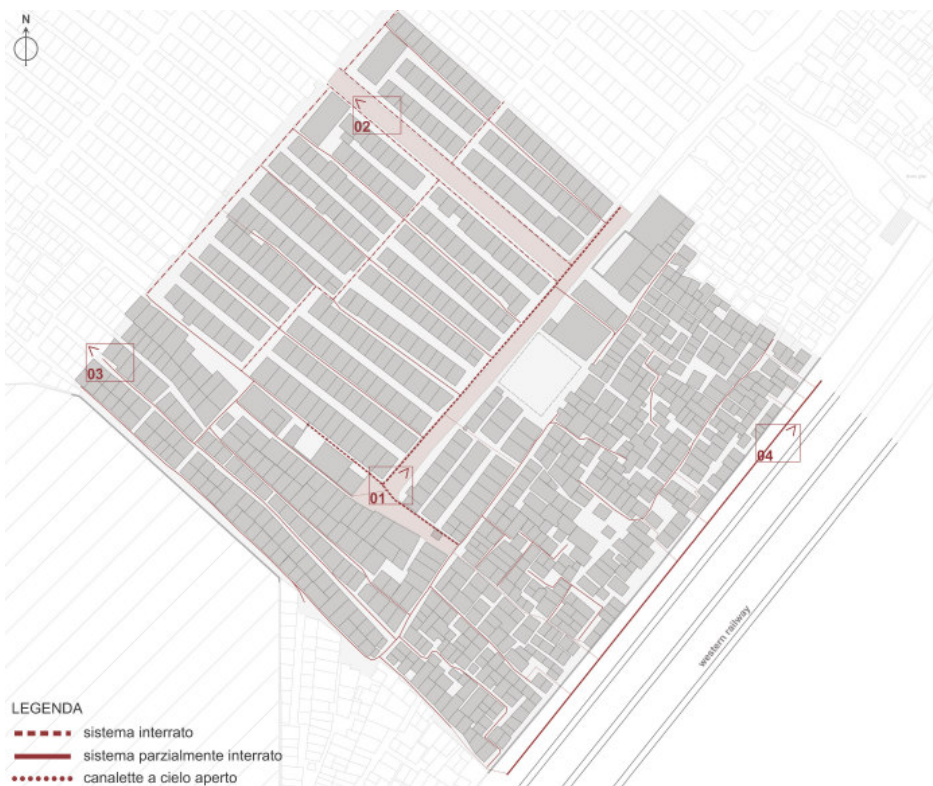 N
02
03
01
04
western railway
LEGENDA
sistema interrato
sistema parzialmente interrato
canalette a cielo aperto